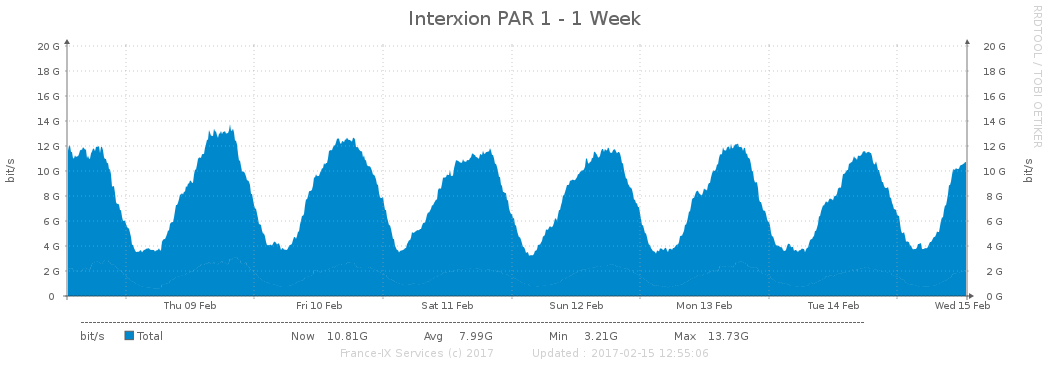 Interxion PAR 1 - 1 Week
RRDTOOL / TOBI OETIKER
20 G 20 G
18 G 18 G
16 G 16 G
14 G 14 G
12 G 12 G
10 G 10 G
8 G 8 G
6 G 6 G
4 G 4 G
2 G 2 G
0 0 G
bit/s
bit/s
Thu 09 Feb Fri 10 Feb Sat 11 Feb Sun 12 Feb Mon 13 Feb Tue 14 Feb Wed 15 Feb
bit/s Total Now 10.81G Avg 7.99G Min 3.21G Max 13.73G
France-IX Services (c) 2017 Updated : 2017-02-15 12:55:06